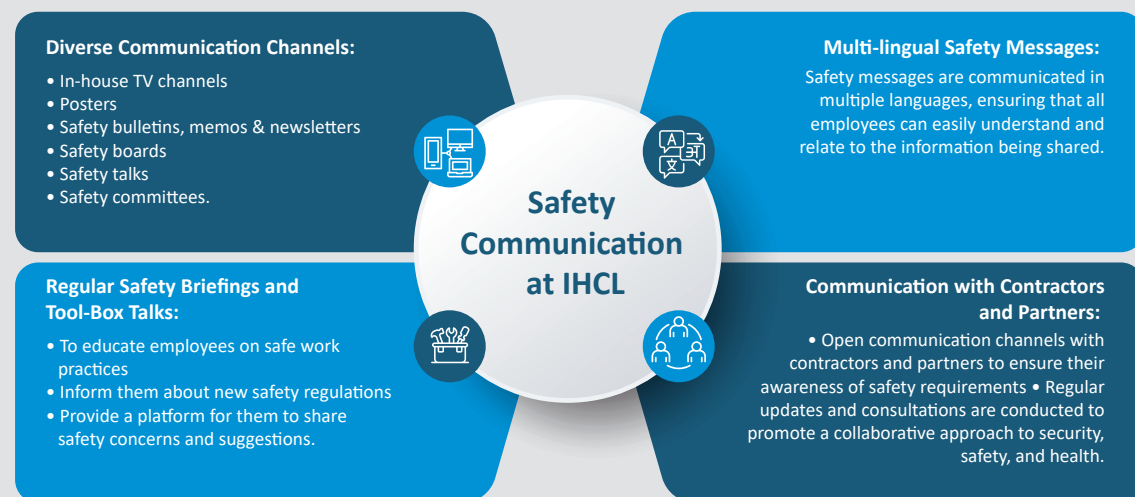 Diverse Communication Channels:
• In-house TV channels
• Posters
• Safety bulletins, memos & newsletters
• Safety boards
• Safety talks
• Safety committees.
Multi-lingual Safety Messages:
Safety messages are communicated in
multiple languages, ensuring that all
employees can easily understand and
relate to the information being shared.
A
अ
文
Safety
Communication
at IHCL
Regular Safety Briefings and
Tool-Box Talks:
• To educate employees on safe work
practices
• Inform them about new safety regulations
• Provide a platform for them to share
safety concerns and suggestions.
Communication with Contractors
and Partners:
• Open communication channels with
contractors and partners to ensure their
awareness of safety requirements • Regular
updates and consultations are conducted to
promote a collaborative approach to security,
safety, and health.